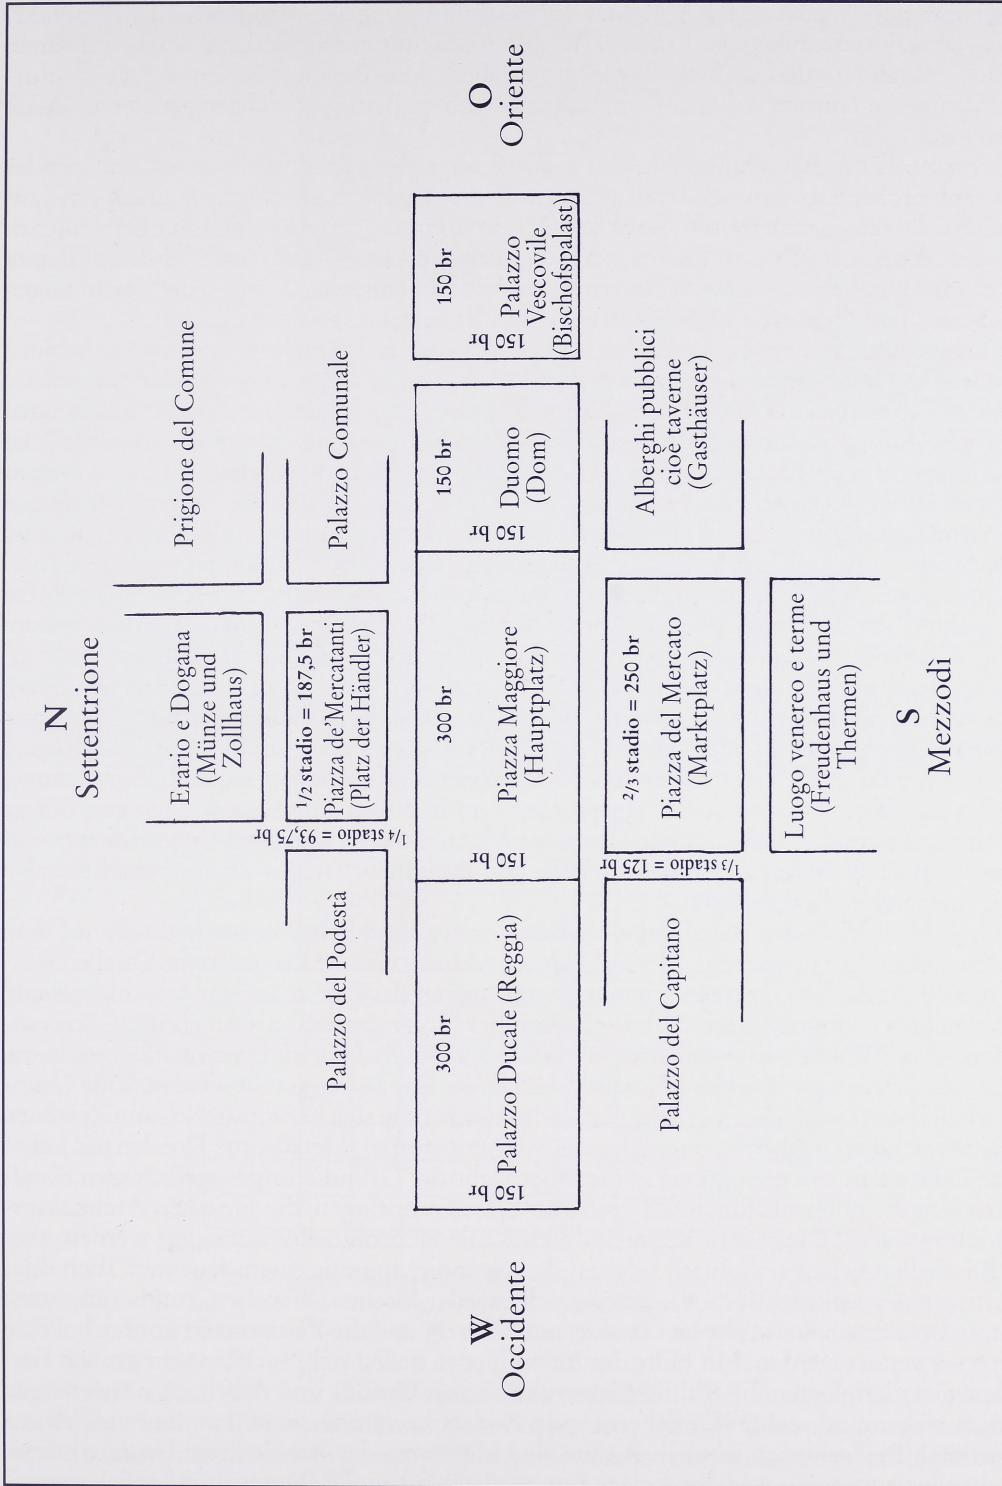 N
Settentrione
Erario e Dogana
(Münze und
Zollhaus)
Prigione del Comune
Palazzo del Podestà
1/4 stadio = 93,75 br
1/2 stadio = 187,5 br
Piazza de'Mercatanti
(Platz der Händler)
Palazzo Comunale
W
Occidente
150 br
300 br
Palazzo Ducale (Reggia)
150 br
300 br
Piazza Maggiore
(Hauptplatz)
150 br
150 br
Duomo
(Dom)
150 br
150 br
Palazzo
Vescovile
(Bischofspalast)
O
Oriente
Palazzo del Capitano
1/3 stadio = 125 br
2/3 stadio = 250 br
Piazza del Mercato
(Marktplatz)
Alberghi pubblici
cioè taverne
(Gasthäuser)
Luogo venereo e terme
(Freudenhaus und
Thermen)
S
Mezzodì